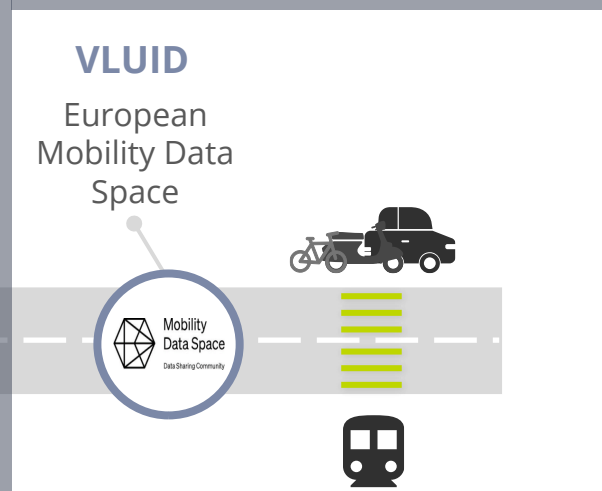 VLUID
European
Mobility Data
Space
Mobility
Data Space
Data Sharing Community